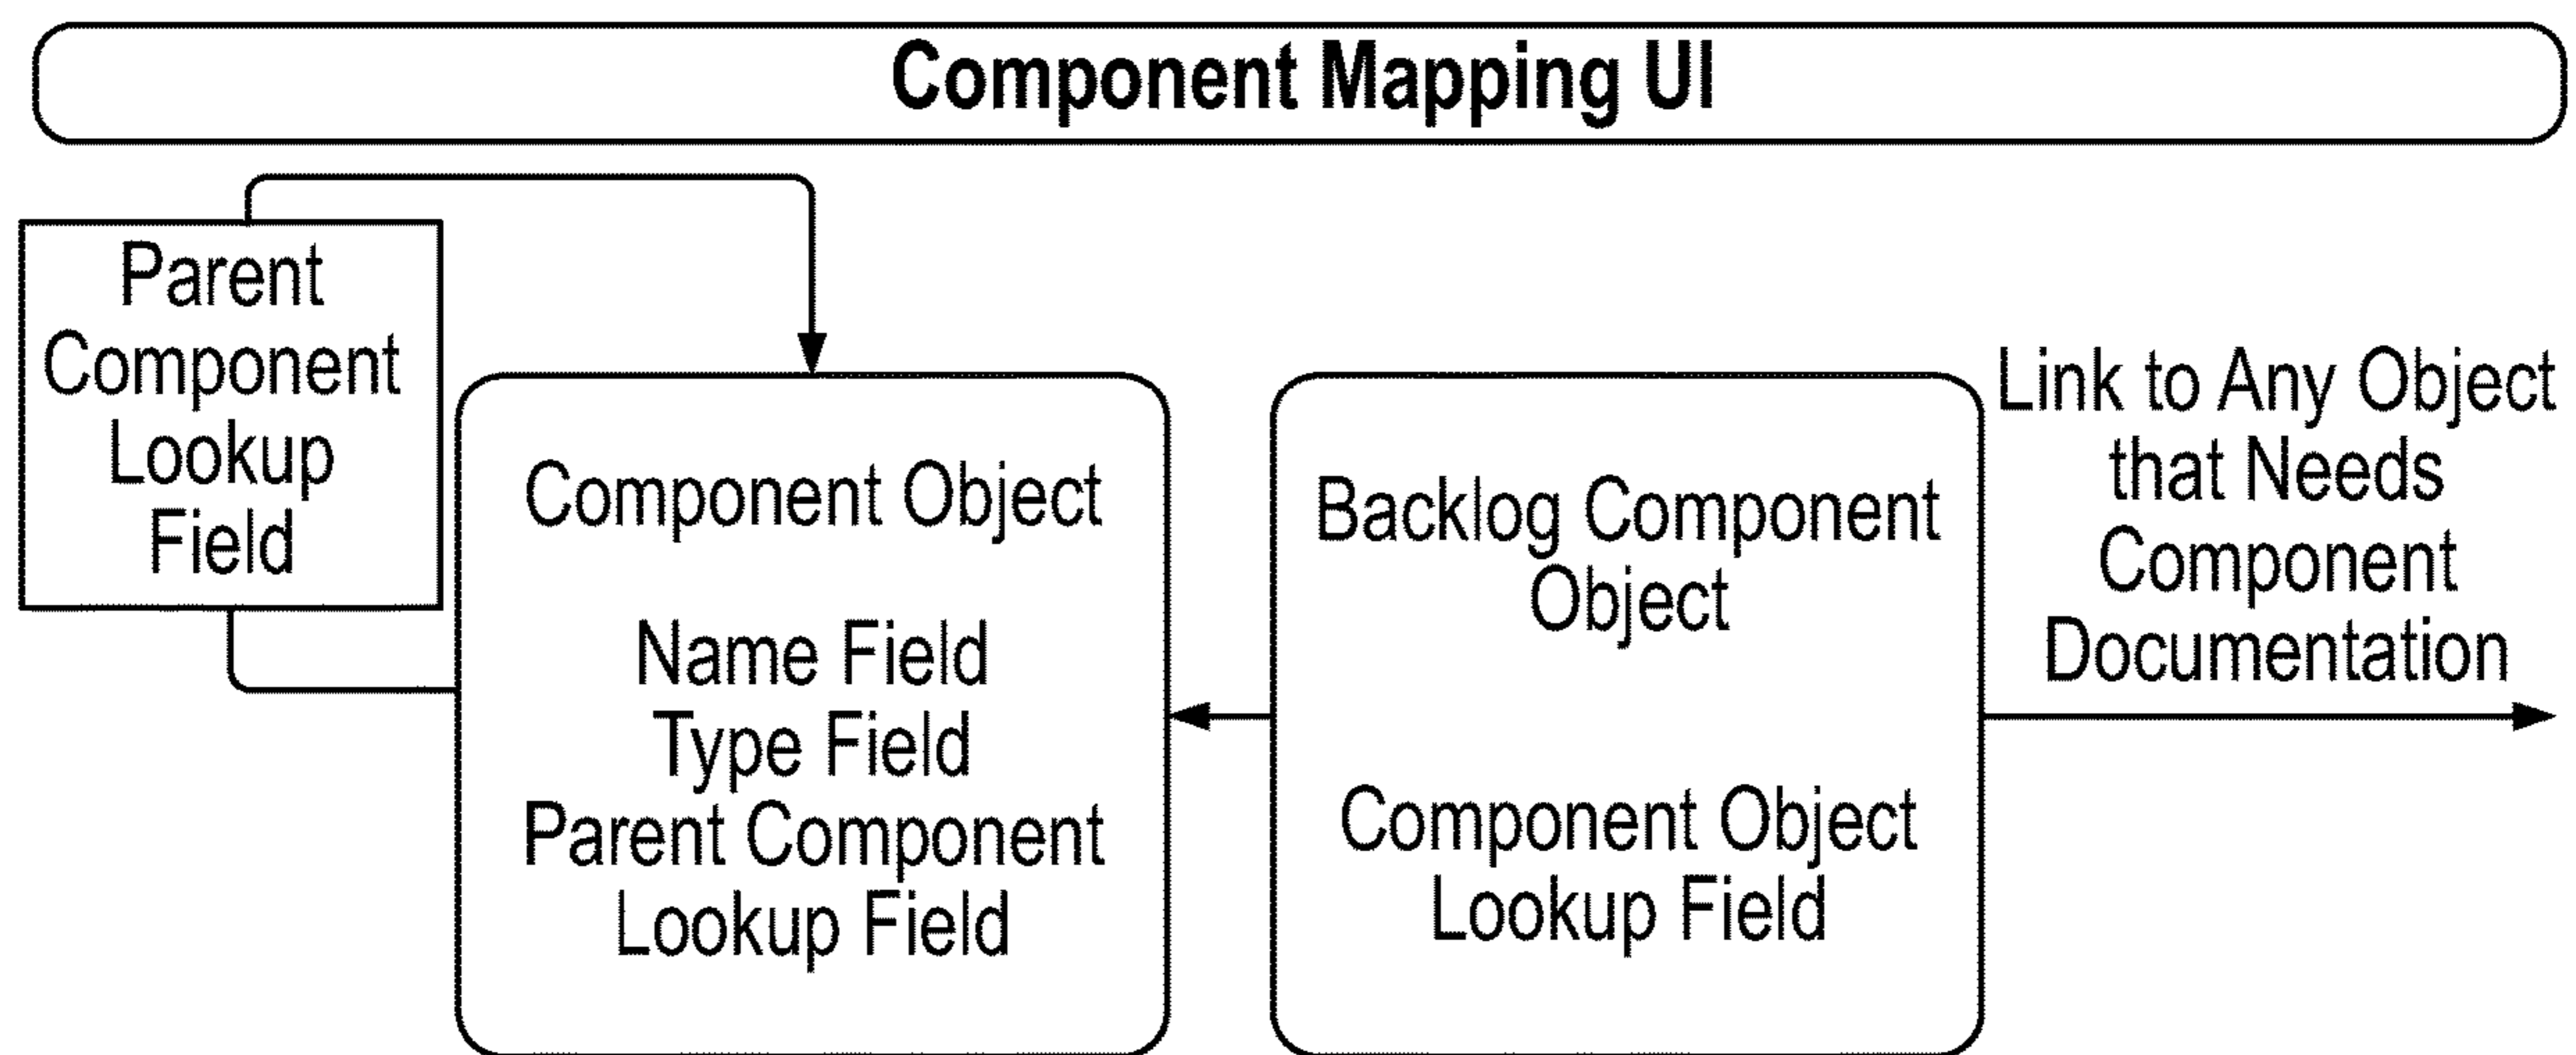 Component Mapping UI
Parent
Component
Lookup
Field
Component Object
Name Field
Type Field
Parent Component
Lookup Field
Backlog Component
Object
Component Object
Lookup Field
Link to Any Object
that Needs
Component
Documentation